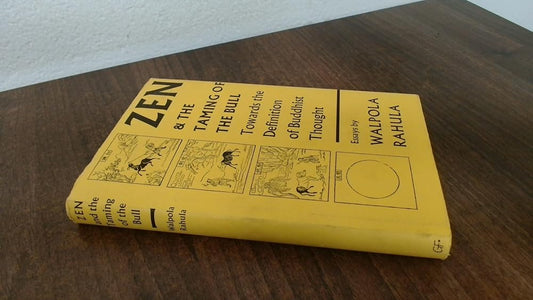 ZEN
& THE
TAMING OF
THE BULL
Towards the
Definition
of Buddhist
Thought
Essays by
WALPOLA
RAHULA
ZEN
and the
Taming
of the
Bull
Walpola
Rahula